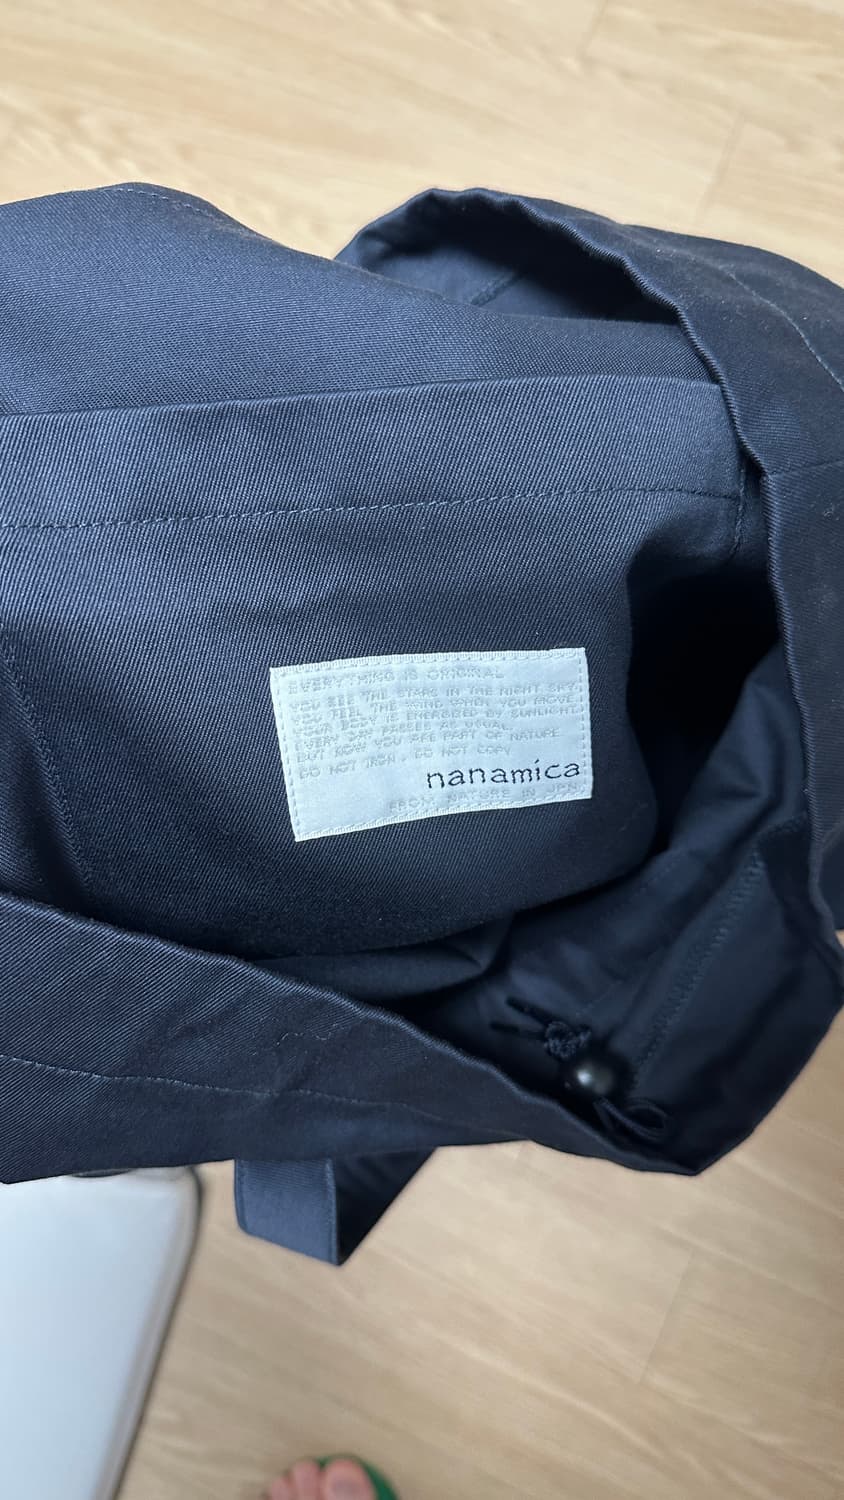 EVERYTHING IS ORIGINAL
YOU SEE THE STARS IN THE NIGHT SKY.
YOU FEEL THE WIND WHEN YOU MOVE.
YOUR BODY IS ENERGIZED BY SUNLIGHT.
EVERY DAY PASSES AS USUAL.
BUT NOW YOU ARE PART OF NATURE.
DO NOT IRON, DO NOT COPY
nanamica
FROM NATURE IN JPN.